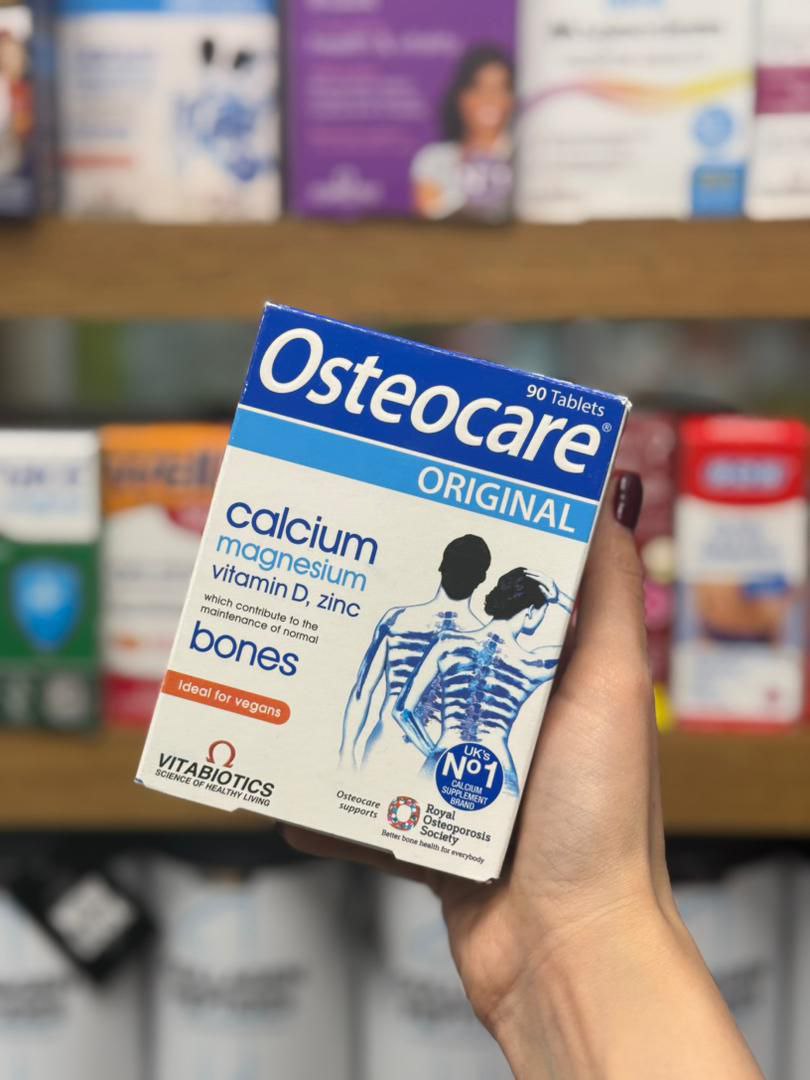 90 Tablets
Osteocare®
ORIGINAL
calcium
magnesium
vitamin D, zinc
which contribute to the
maintenance of normal
bones
Ideal for vegans
VITABIOTICS
SCIENCE OF HEALTHY LIVING
UK's
Nº1
CALCIUM
SUPPLEMENT
BRAND
Osteocare
supports
Royal
Osteoporosis
Society
Better bone health for everybody